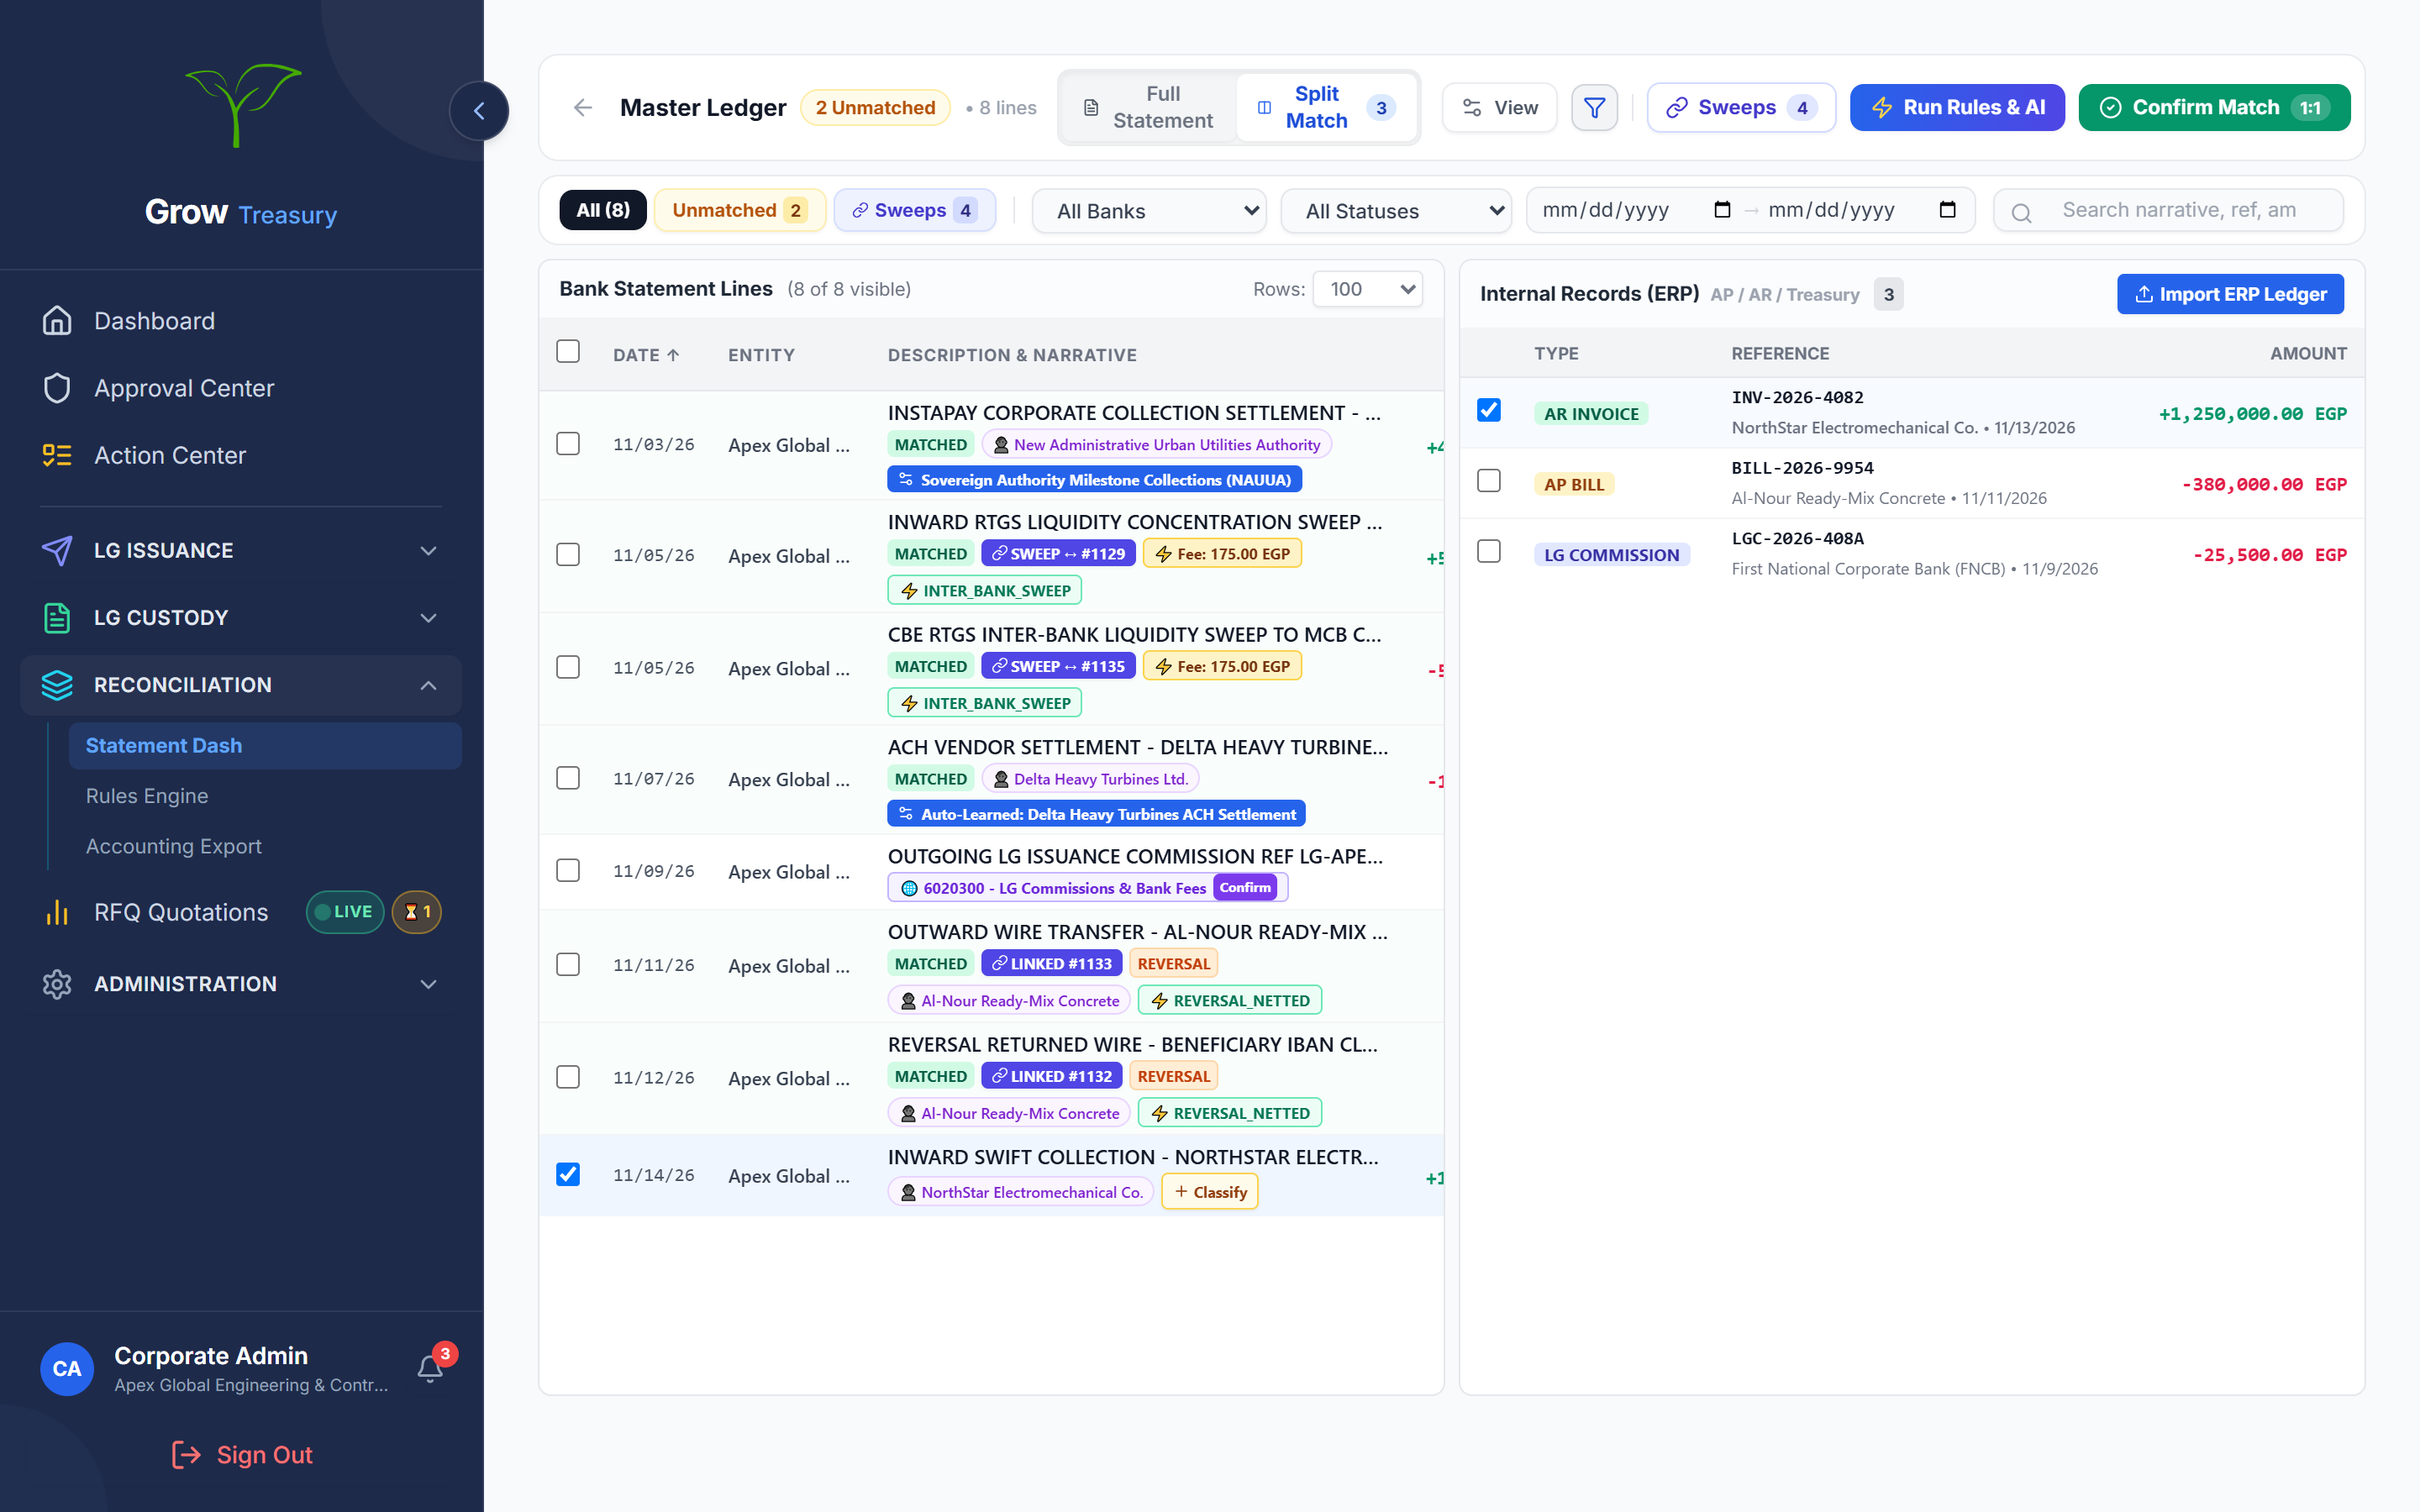 Grow Treasury
Dashboard
Approval Center
Action Center
LG ISSUANCE
LG CUSTODY
RECONCILIATION
Statement Dash
Rules Engine
Accounting Export
RFQ Quotations LIVE 1
ADMINISTRATION
CA
Corporate Admin
Apex Global Engineering & Contr...
3
Sign Out
Master Ledger 2 Unmatched • 8 lines
Full Statement
Split Match 3
View
Sweeps 4
Run Rules & AI
Confirm Match 1:1
All (8) Unmatched 2 Sweeps 4
All Banks All Statuses mm/dd/yyyy → mm/dd/yyyy Search narrative, ref, am
Bank Statement Lines (8 of 8 visible) Rows: 100
DATE ↑ ENTITY DESCRIPTION & NARRATIVE
INSTAPAY CORPORATE COLLECTION SETTLEMENT - ...
11/03/26 Apex Global ... MATCHED New Administrative Urban Utilities Authority +4
Sovereign Authority Milestone Collections (NAUUA)
INWARD RTGS LIQUIDITY CONCENTRATION SWEEP ...
11/05/26 Apex Global ... MATCHED SWEEP ↔ #1129 Fee: 175.00 EGP +5
INTER_BANK_SWEEP
CBE RTGS INTER-BANK LIQUIDITY SWEEP TO MCB C...
11/05/26 Apex Global ... MATCHED SWEEP ↔ #1135 Fee: 175.00 EGP -5
INTER_BANK_SWEEP
ACH VENDOR SETTLEMENT - DELTA HEAVY TURBINE...
11/07/26 Apex Global ... MATCHED Delta Heavy Turbines Ltd. -1
Auto-Learned: Delta Heavy Turbines ACH Settlement
OUTGOING LG ISSUANCE COMMISSION REF LG-APE...
11/09/26 Apex Global ... 6020300 - LG Commissions & Bank Fees Confirm
OUTWARD WIRE TRANSFER - AL-NOUR READY-MIX ...
11/11/26 Apex Global ... MATCHED LINKED #1133 REVERSAL
Al-Nour Ready-Mix Concrete REVERSAL_NETTED
REVERSAL RETURNED WIRE - BENEFICIARY IBAN CL...
11/12/26 Apex Global ... MATCHED LINKED #1132 REVERSAL
Al-Nour Ready-Mix Concrete REVERSAL_NETTED
INWARD SWIFT COLLECTION - NORTHSTAR ELECTR...
11/14/26 Apex Global ... NorthStar Electromechanical Co. + Classify +1
Internal Records (ERP) AP / AR / Treasury 3 Import ERP Ledger
TYPE REFERENCE AMOUNT
AR INVOICE INV-2026-4082 +1,250,000.00 EGP
NorthStar Electromechanical Co. • 11/13/2026
AP BILL BILL-2026-9954 -380,000.00 EGP
Al-Nour Ready-Mix Concrete • 11/11/2026
LG COMMISSION LGC-2026-408A -25,500.00 EGP
First National Corporate Bank (FNCB) • 11/9/2026